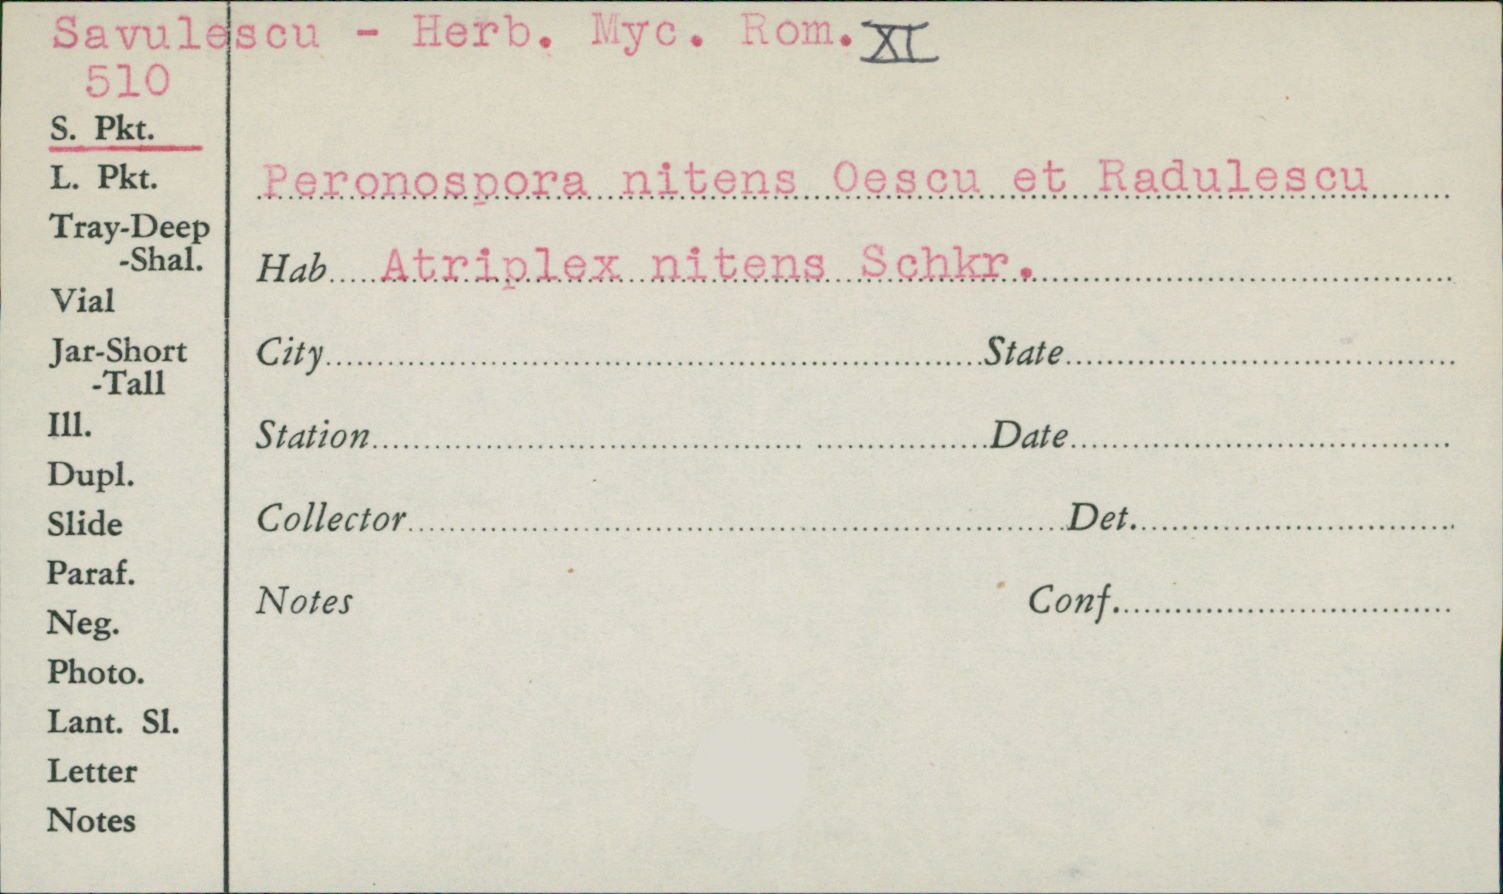 Savulescu - Herb. Myc. Rom. XI
510
S. Pkt.
L. Pkt.
Peronospora nitens Oescu et Radulescu
Tray-Deep
-Shal.
Hab. Atriplex nitens Schkr.
Vial
Jar-Short
-Tall
City State
Ill.
Station Date
Dupl.
Slide
Collector Det.
Paraf.
Notes Conf.
Neg.
Photo.
Lant. Sl.
Letter
Notes